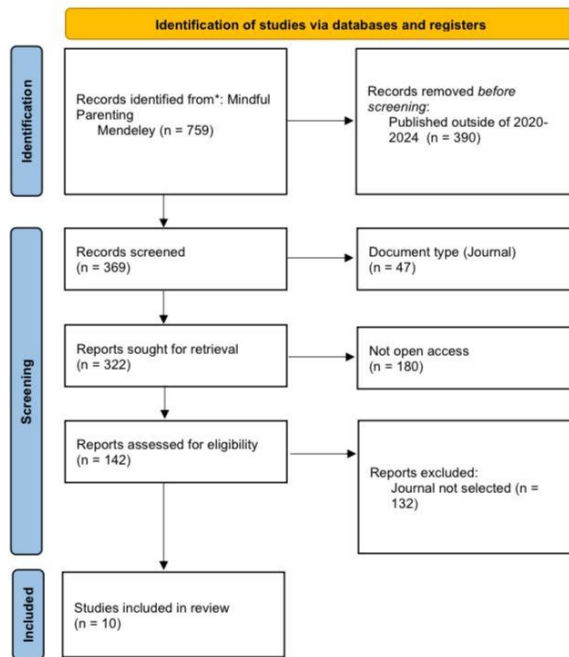 Identification of studies via databases and registers
Identification
Records identified from*: Mindful
Parenting
Mendeley (n = 759)
Records removed before
screening:
Published outside of 2020-
2024 (n = 390)
Screening
Records screened
(n = 369)
Document type (Journal)
(n = 47)
Reports sought for retrieval
(n = 322)
Not open access
(n = 180)
Reports assessed for eligibility
(n = 142)
Reports excluded:
Journal not selected (n =
132)
Included
Studies included in review
(n = 10)